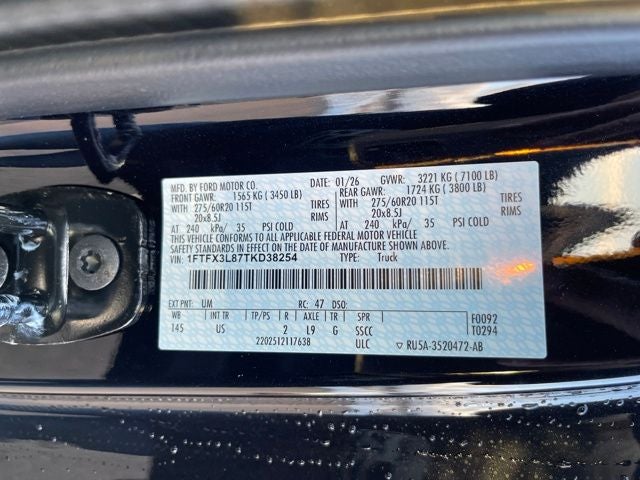 MFD. BY FORD MOTOR CO.
01/26 GVWR: 3221 KG ( 7100 LB)
FRONT GAWR: 1565 KG ( 3450 LB)
REAR GAWR: 1724 KG ( 3800 LB)
WITH 275/60R20 115T TIRES
WITH 275/60R20 115T TIRES
20x8.5J RIMS
20x8.5J RIMS
AT 240 kPa/ 35 PSI COLD
AT 240 kPa/ 35 PSI COLD
THIS VEHICLE CONFORMS TO ALL APPLICABLE FEDERAL MOTOR VEHICLE
SAFETY STANDARDS IN EFFECT ON THE DATE OF MANUFACTURE SHOWN ABOVE.
VIN: 1FTFX3L87TKD38254 TYPE: Truck
EXT PNT: UM RC: 47 DSO:
WB INT TR TP/PS R AXLE TR SPR F0092
145 US 2 L9 G SSCC T0294
2202512117638 ULC ▽ RU5A-3520472-AB